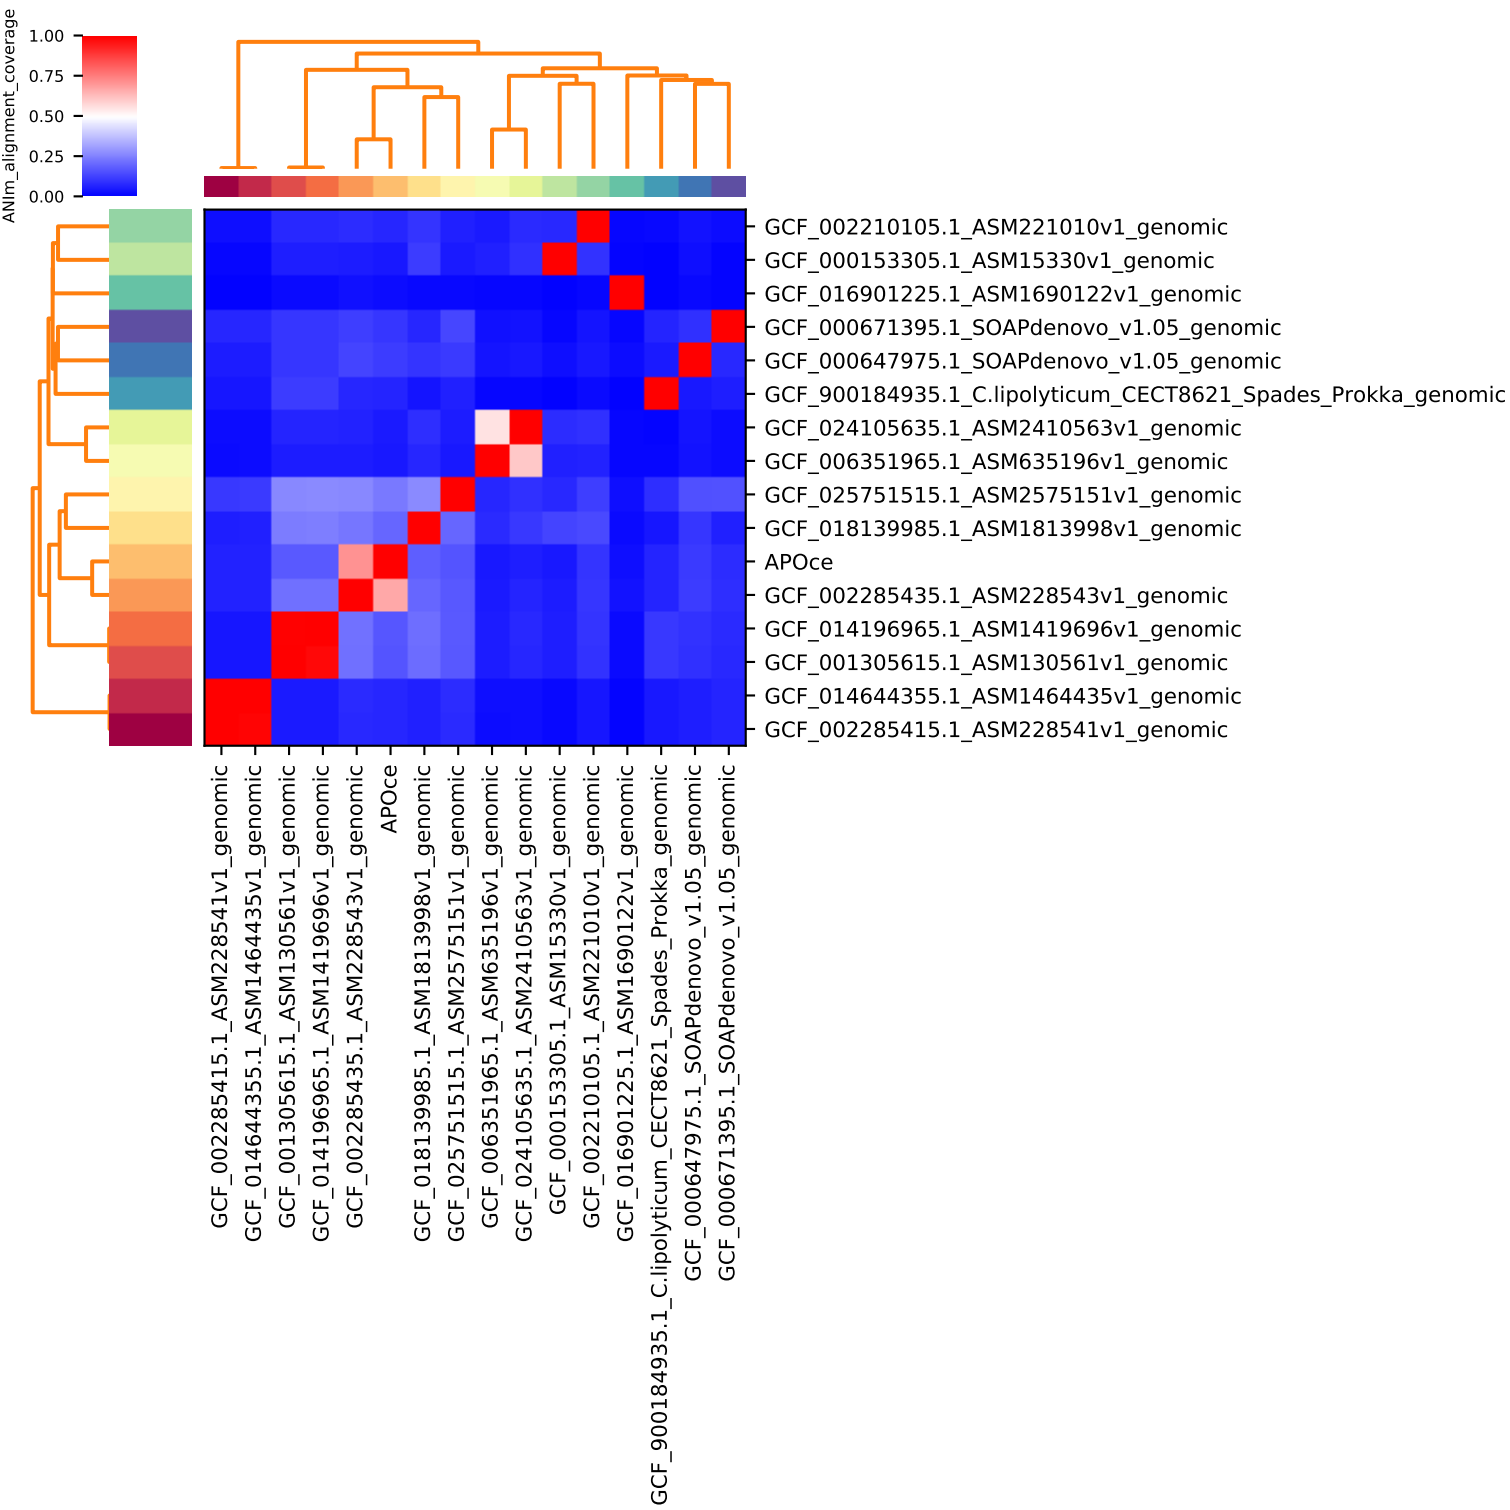 ANIm_alignment_coverage
1.00
0.75
0.50
0.25
0.00
GCF_002210105.1_ASM221010v1_genomic
GCF_000153305.1_ASM15330v1_genomic
GCF_016901225.1_ASM1690122v1_genomic
GCF_000671395.1_SOAPdenovo_v1.05_genomic
GCF_000647975.1_SOAPdenovo_v1.05_genomic
GCF_900184935.1_C.lipolyticum_CECT8621_Spades_Prokka_genomic
GCF_024105635.1_ASM2410563v1_genomic
GCF_006351965.1_ASM635196v1_genomic
GCF_025751515.1_ASM2575151v1_genomic
GCF_018139985.1_ASM1813998v1_genomic
APOce
GCF_002285435.1_ASM228543v1_genomic
GCF_014196965.1_ASM1419696v1_genomic
GCF_001305615.1_ASM130561v1_genomic
GCF_014644355.1_ASM1464435v1_genomic
GCF_002285415.1_ASM228541v1_genomic
GCF_002285415.1_ASM228541v1_genomic
GCF_014644355.1_ASM1464435v1_genomic
GCF_001305615.1_ASM130561v1_genomic
GCF_014196965.1_ASM1419696v1_genomic
GCF_002285435.1_ASM228543v1_genomic
APOce
GCF_018139985.1_ASM1813998v1_genomic
GCF_025751515.1_ASM2575151v1_genomic
GCF_006351965.1_ASM635196v1_genomic
GCF_024105635.1_ASM2410563v1_genomic
GCF_000153305.1_ASM15330v1_genomic
GCF_002210105.1_ASM221010v1_genomic
GCF_016901225.1_ASM1690122v1_genomic
GCF_900184935.1_C.lipolyticum_CECT8621_Spades_Prokka_genomic
GCF_000647975.1_SOAPdenovo_v1.05_genomic
GCF_000671395.1_SOAPdenovo_v1.05_genomic